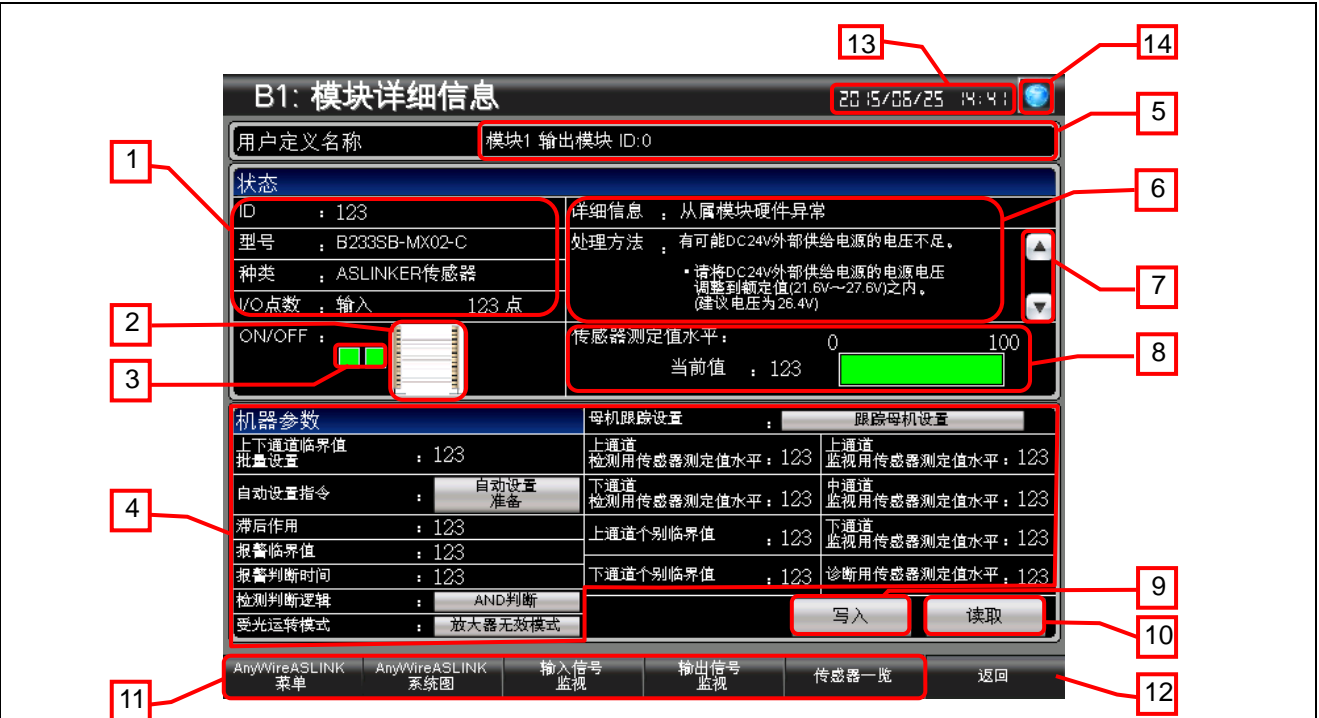 13
14
B1: 模块详细信息
2015/06/25 14:41
5
用户定义名称
模块1 输出模块 ID:0
1
状态
6
ID : 123
详细信息 : 从属模块硬件异常
型号 : B233SB-MX02-C
处理方法 : 有可能DC24V外部供给电源的电压不足。
种类 : ASLINKER传感器
・请将DC24V外部供给电源的电源电压
调整到额定值(21.6V～27.6V)之内。
(建议电压为26.4V)
7
I/O点数 : 输入 123 点
2
ON/OFF :
传感器测定值水平:
0 100
8
当前值 : 123
3
机器参数
母机跟踪设置 : 跟踪母机设置
上下通道临界值
批量设置 : 123
上通道
检测用传感器测定值水平 : 123
上通道
监视用传感器测定值水平 : 123
自动设置指令 : 自动设置
准备
下通道
检测用传感器测定值水平 : 123
中通道
监视用传感器测定值水平 : 123
4
滞后作用 : 123
上通道个别临界值 : 123
下通道
监视用传感器测定值水平 : 123
报警临界值 : 123
报警判断时间 : 123
下通道个别临界值 : 123
诊断用传感器测定值水平 : 123
9
检测判断逻辑 : AND判断
写入
读取
受光运转模式 : 放大器无效模式
10
AnyWireASLINK
菜单
AnyWireASLINK
系统图
输入信号
监视
输出信号
监视
传感器一览
返回
11
12